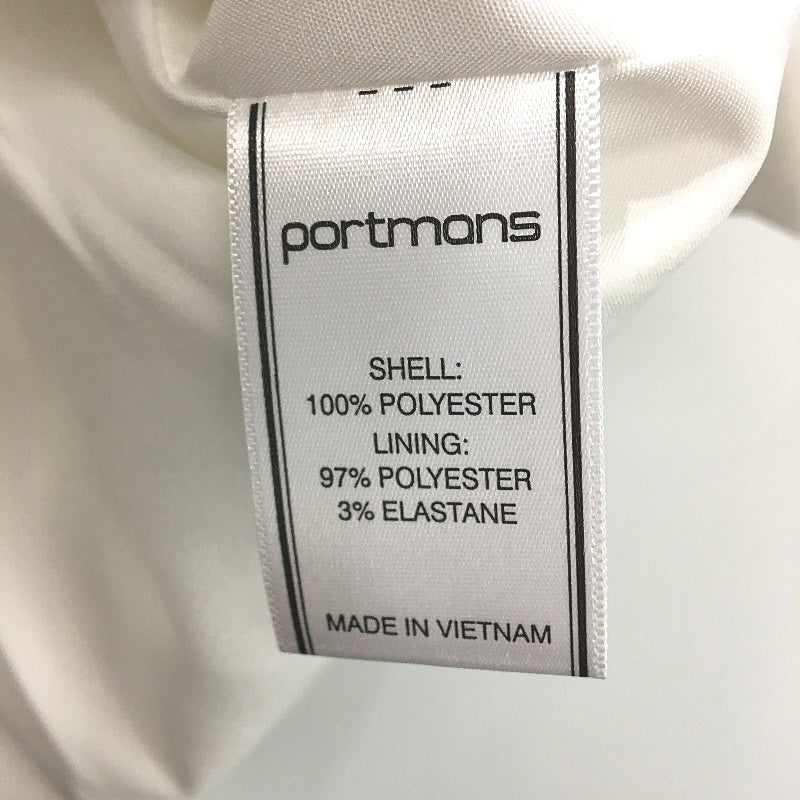 portmans
SHELL:
100% POLYESTER
LINING:
97% POLYESTER
3% ELASTANE
MADE IN VIETNAM